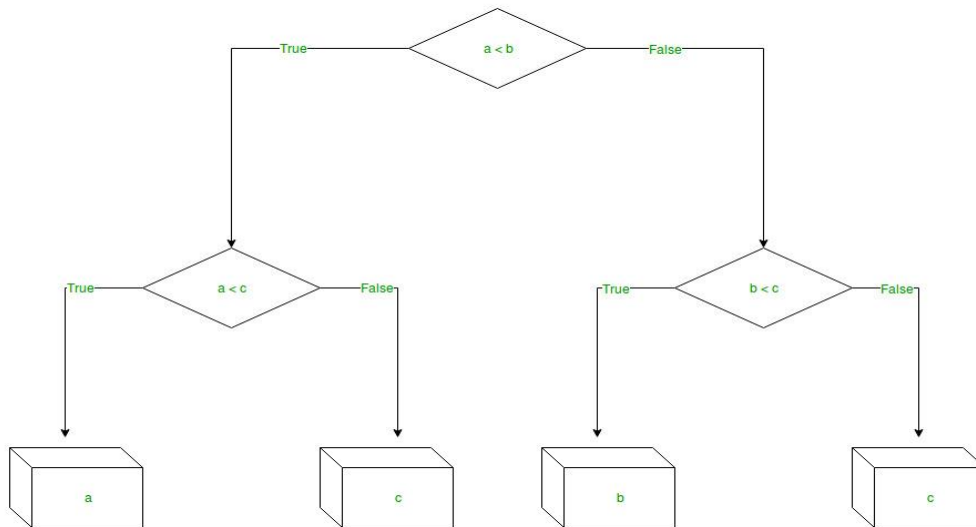 True
a < b
False
True
a < c
False
True
b < c
False
a
c
b
c